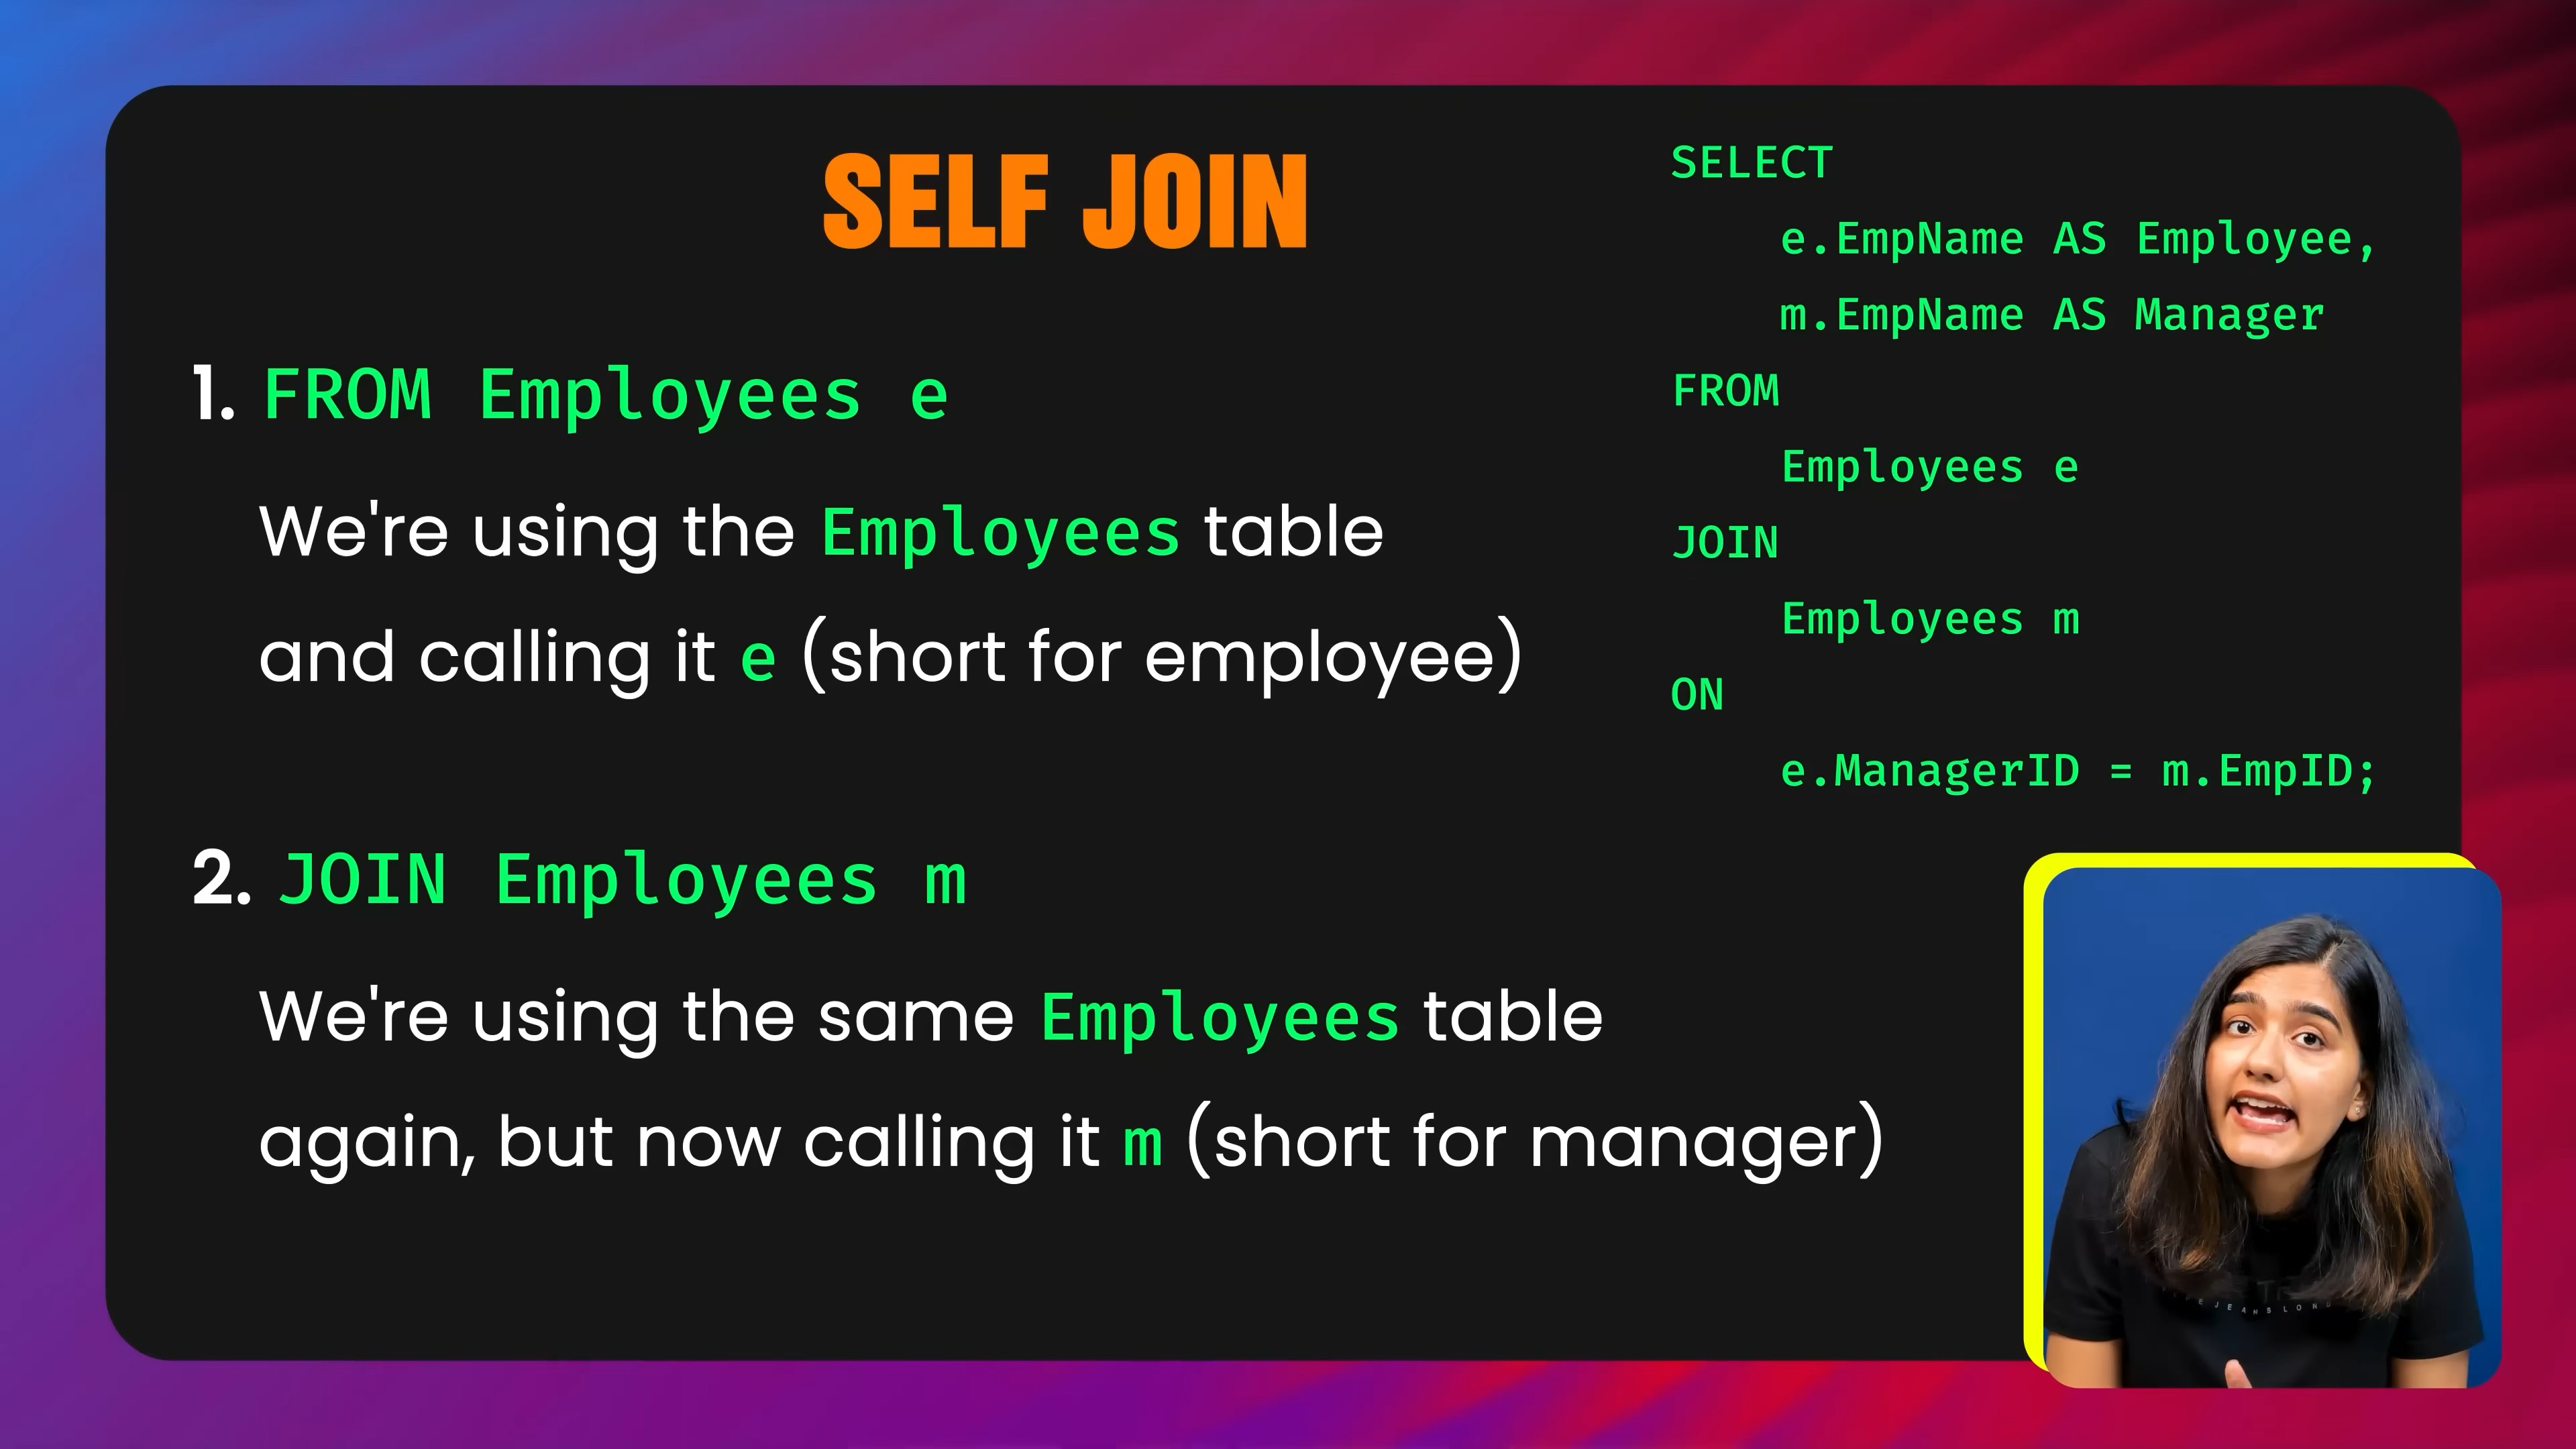 SELF JOIN
1. FROM Employees e
We're using the Employees table
and calling it e (short for employee)
2. JOIN Employees m
We're using the same Employees table
again, but now calling it m (short for manager)
SELECT
e.EmpName AS Employee,
m.EmpName AS Manager
FROM
Employees e
JOIN
Employees m
ON
e.ManagerID = m.EmpID;
JEANS LOND